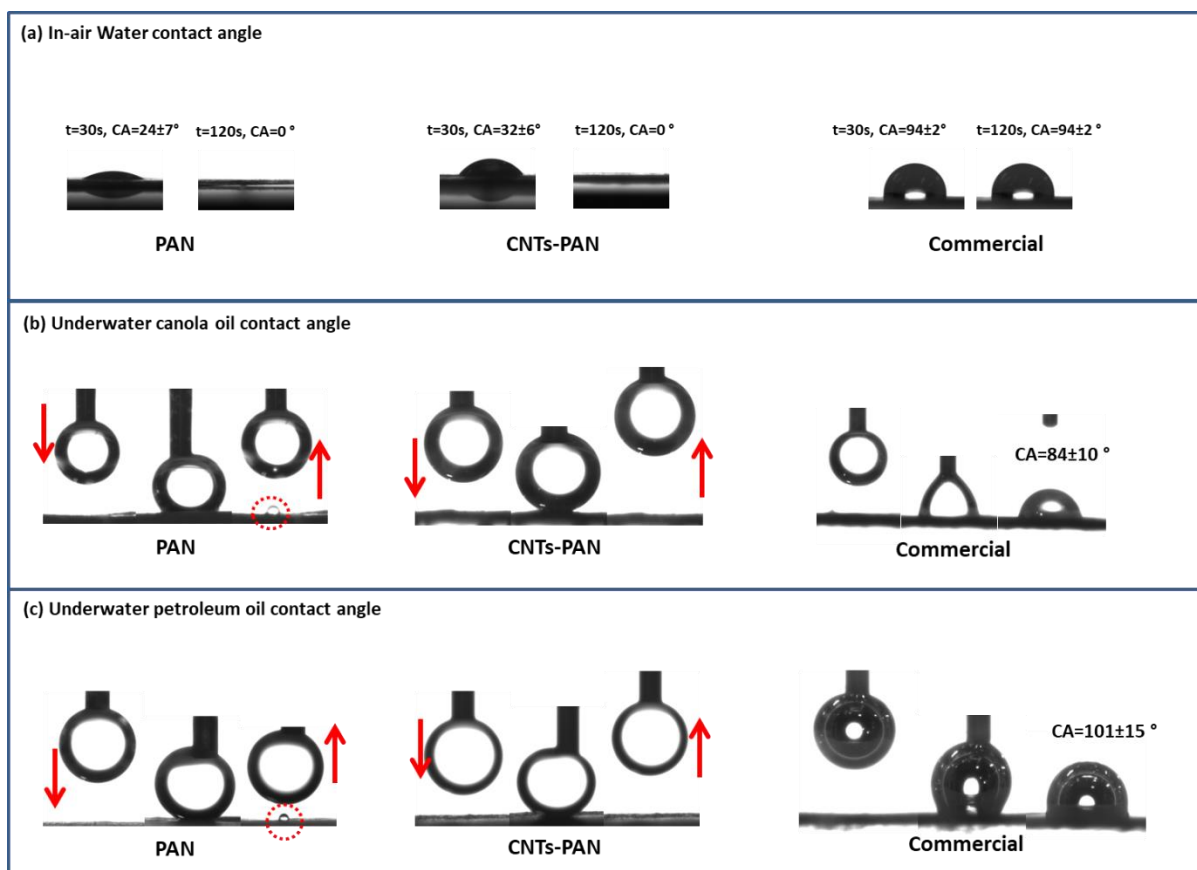 (a) In-air Water contact angle
t=30s, CA=24±7° t=120s, CA=0 ° t=30s, CA=32±6° t=120s, CA=0 ° t=30s, CA=94±2° t=120s, CA=94±2 °
PAN CNTs-PAN Commercial
(b) Underwater canola oil contact angle
CA=84±10 °
PAN CNTs-PAN Commercial
(c) Underwater petroleum oil contact angle
CA=101±15 °
PAN CNTs-PAN Commercial